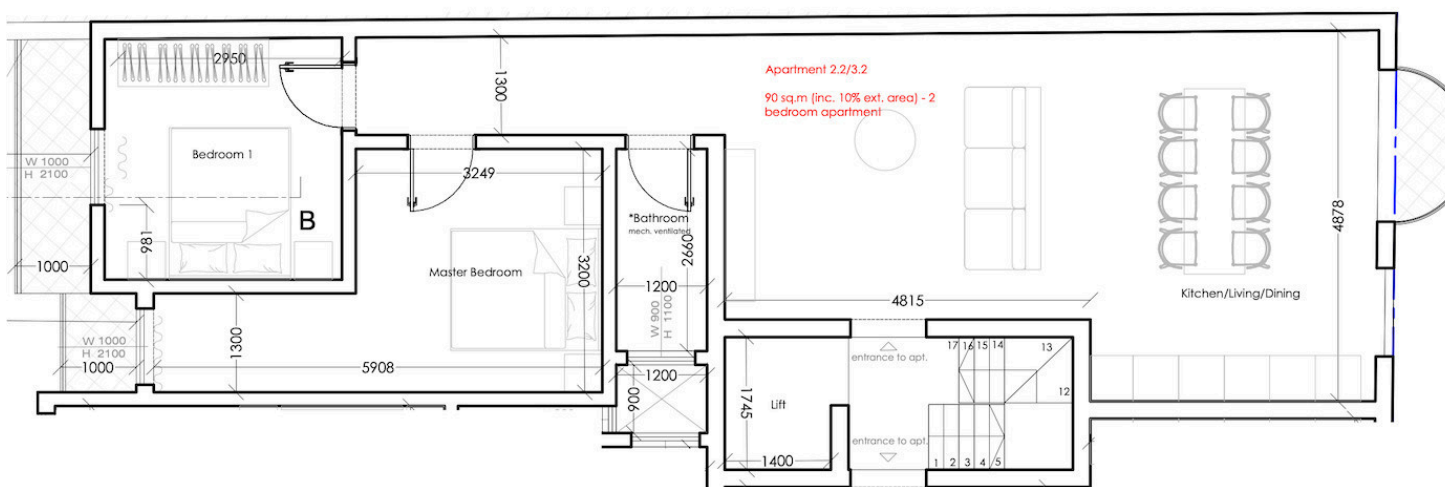 2950
1300
Apartment 2.2/3.2
90 sq.m (inc. 10% ext. area) - 2
bedroom apartment
Bedroom 1
W 1000
H 2100
B
981
1000
3249
Master Bedroom
3200
*Bathroom
mech. ventilated
2660
1200
W 900
H 1100
4878
Kitchen/Living/Dining
4815
W 1000
H 2100
1000
1300
5908
1200
900
entrance to apt.
17 16 15 14
13
12
Lift
1745
1400
entrance to apt.
1 2 3 4 5